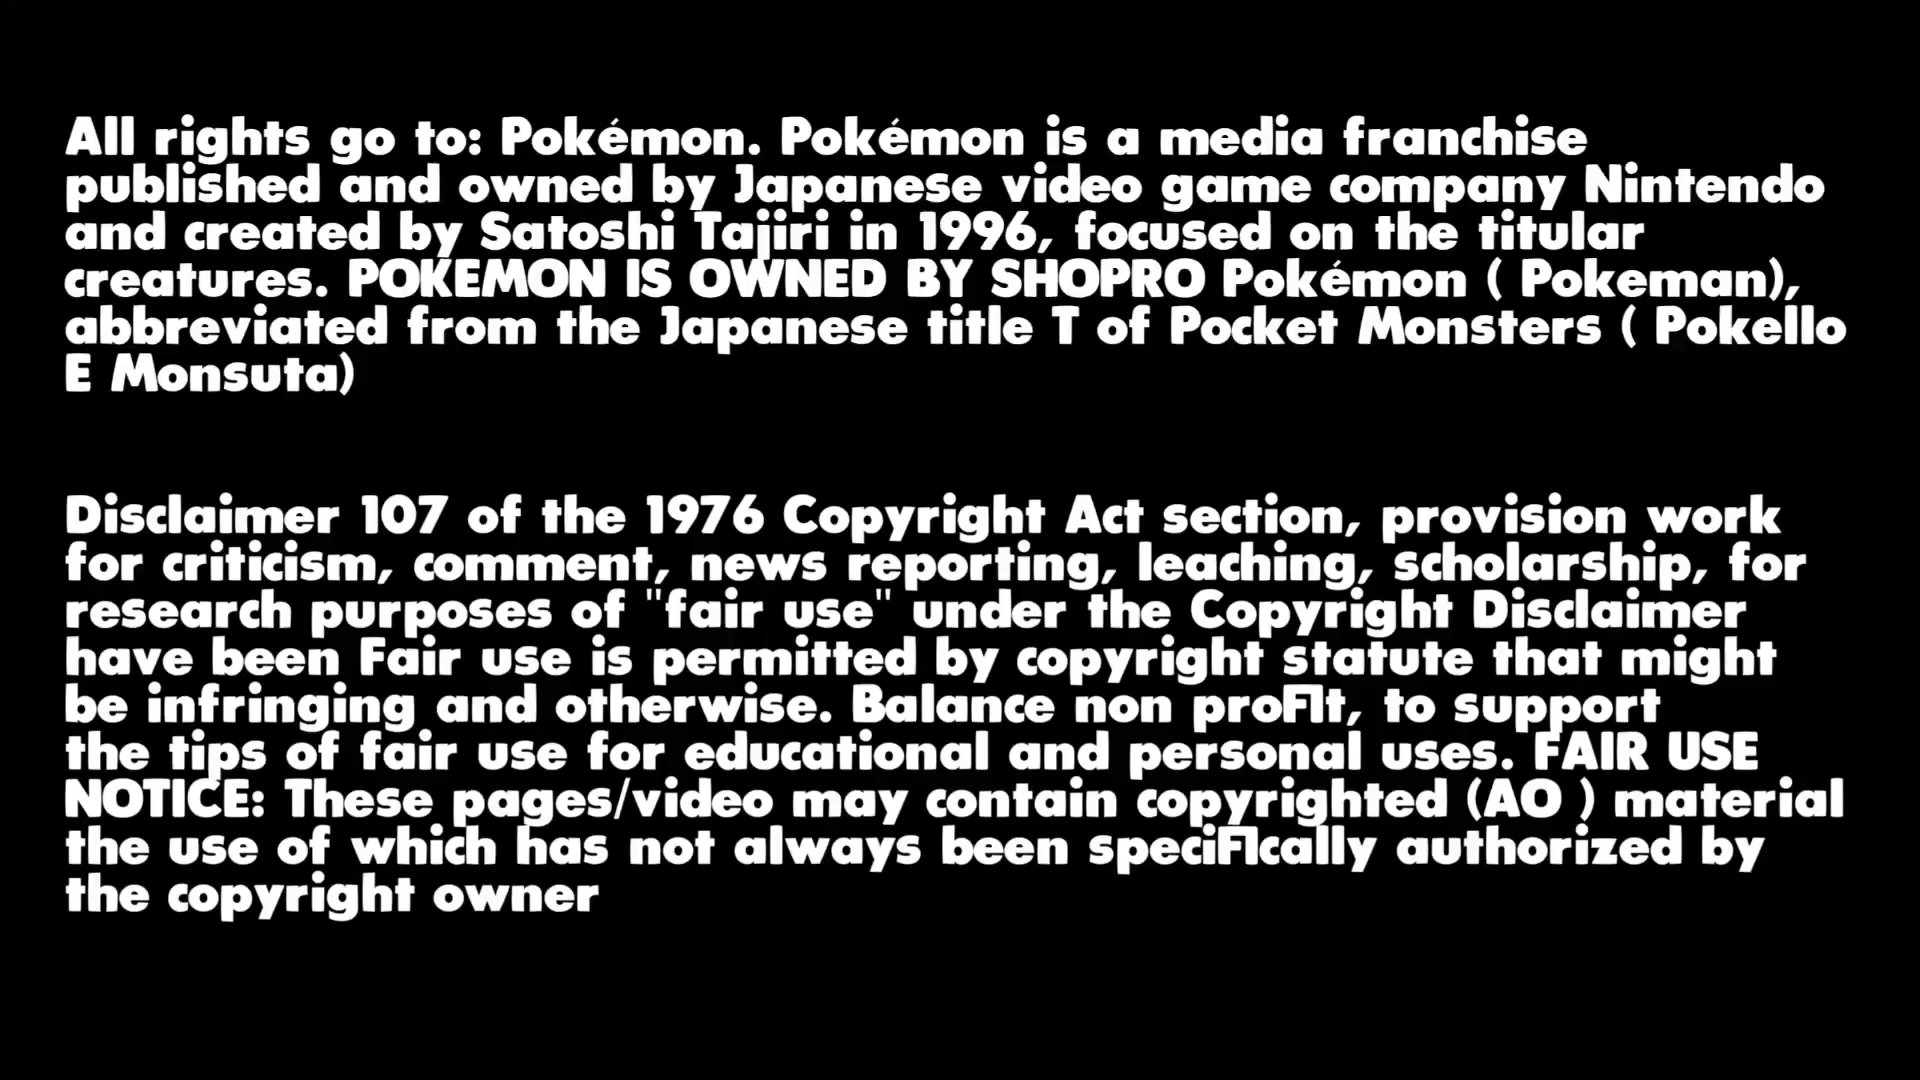 All rights go to: Pokémon. Pokémon is a media franchise
published and owned by Japanese video game company Nintendo
and created by Satoshi Tajiri in 1996, focused on the titular
creatures. POKEMON IS OWNED BY SHOPRO Pokémon ( Pokeman),
abbreviated from the Japanese title T of Pocket Monsters ( Pokello
E Monsuta)
Disclaimer 107 of the 1976 Copyright Act section, provision work
for criticism, comment, news reporting, leaching, scholarship, for
research purposes of "fair use" under the Copyright Disclaimer
have been Fair use is permitted by copyright statute that might
be infringing and otherwise. Balance non profit, to support
the tips of fair use for educational and personal uses. FAIR USE
NOTICE: These pages/video may contain copyrighted (AO ) material
the use of which has not always been specifically authorized by
the copyright owner